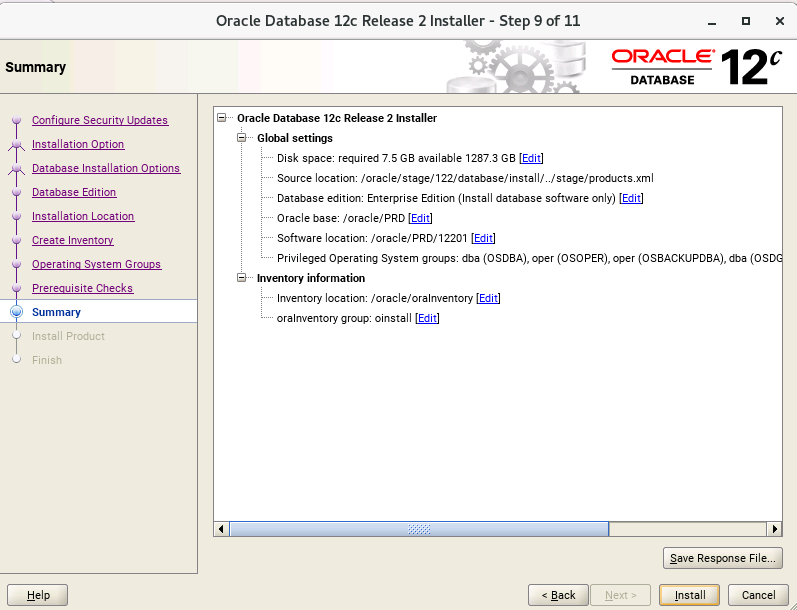 Oracle Database 12c Release 2 Installer - Step 9 of 11
Summary
ORACLE
DATABASE
12c
Configure Security Updates
Installation Option
Database Installation Options
Database Edition
Installation Location
Create Inventory
Operating System Groups
Prerequisite Checks
Summary
Install Product
Finish
Oracle Database 12c Release 2 Installer
Global settings
Disk space: required 7.5 GB available 1287.3 GB [Edit]
Source location: /oracle/stage/122/database/install/../stage/products.xml
Database edition: Enterprise Edition (Install database software only) [Edit]
Oracle base: /oracle/PRD [Edit]
Software location: /oracle/PRD/12201 [Edit]
Privileged Operating System groups: dba (OSDBA), oper (OSOPER), oper (OSBACKUPDBA), dba (OSDG
Inventory information
Inventory location: /oracle/oraInventory [Edit]
oraInventory group: oinstall [Edit]
Save Response File...
Help
< Back
Next >
Install
Cancel